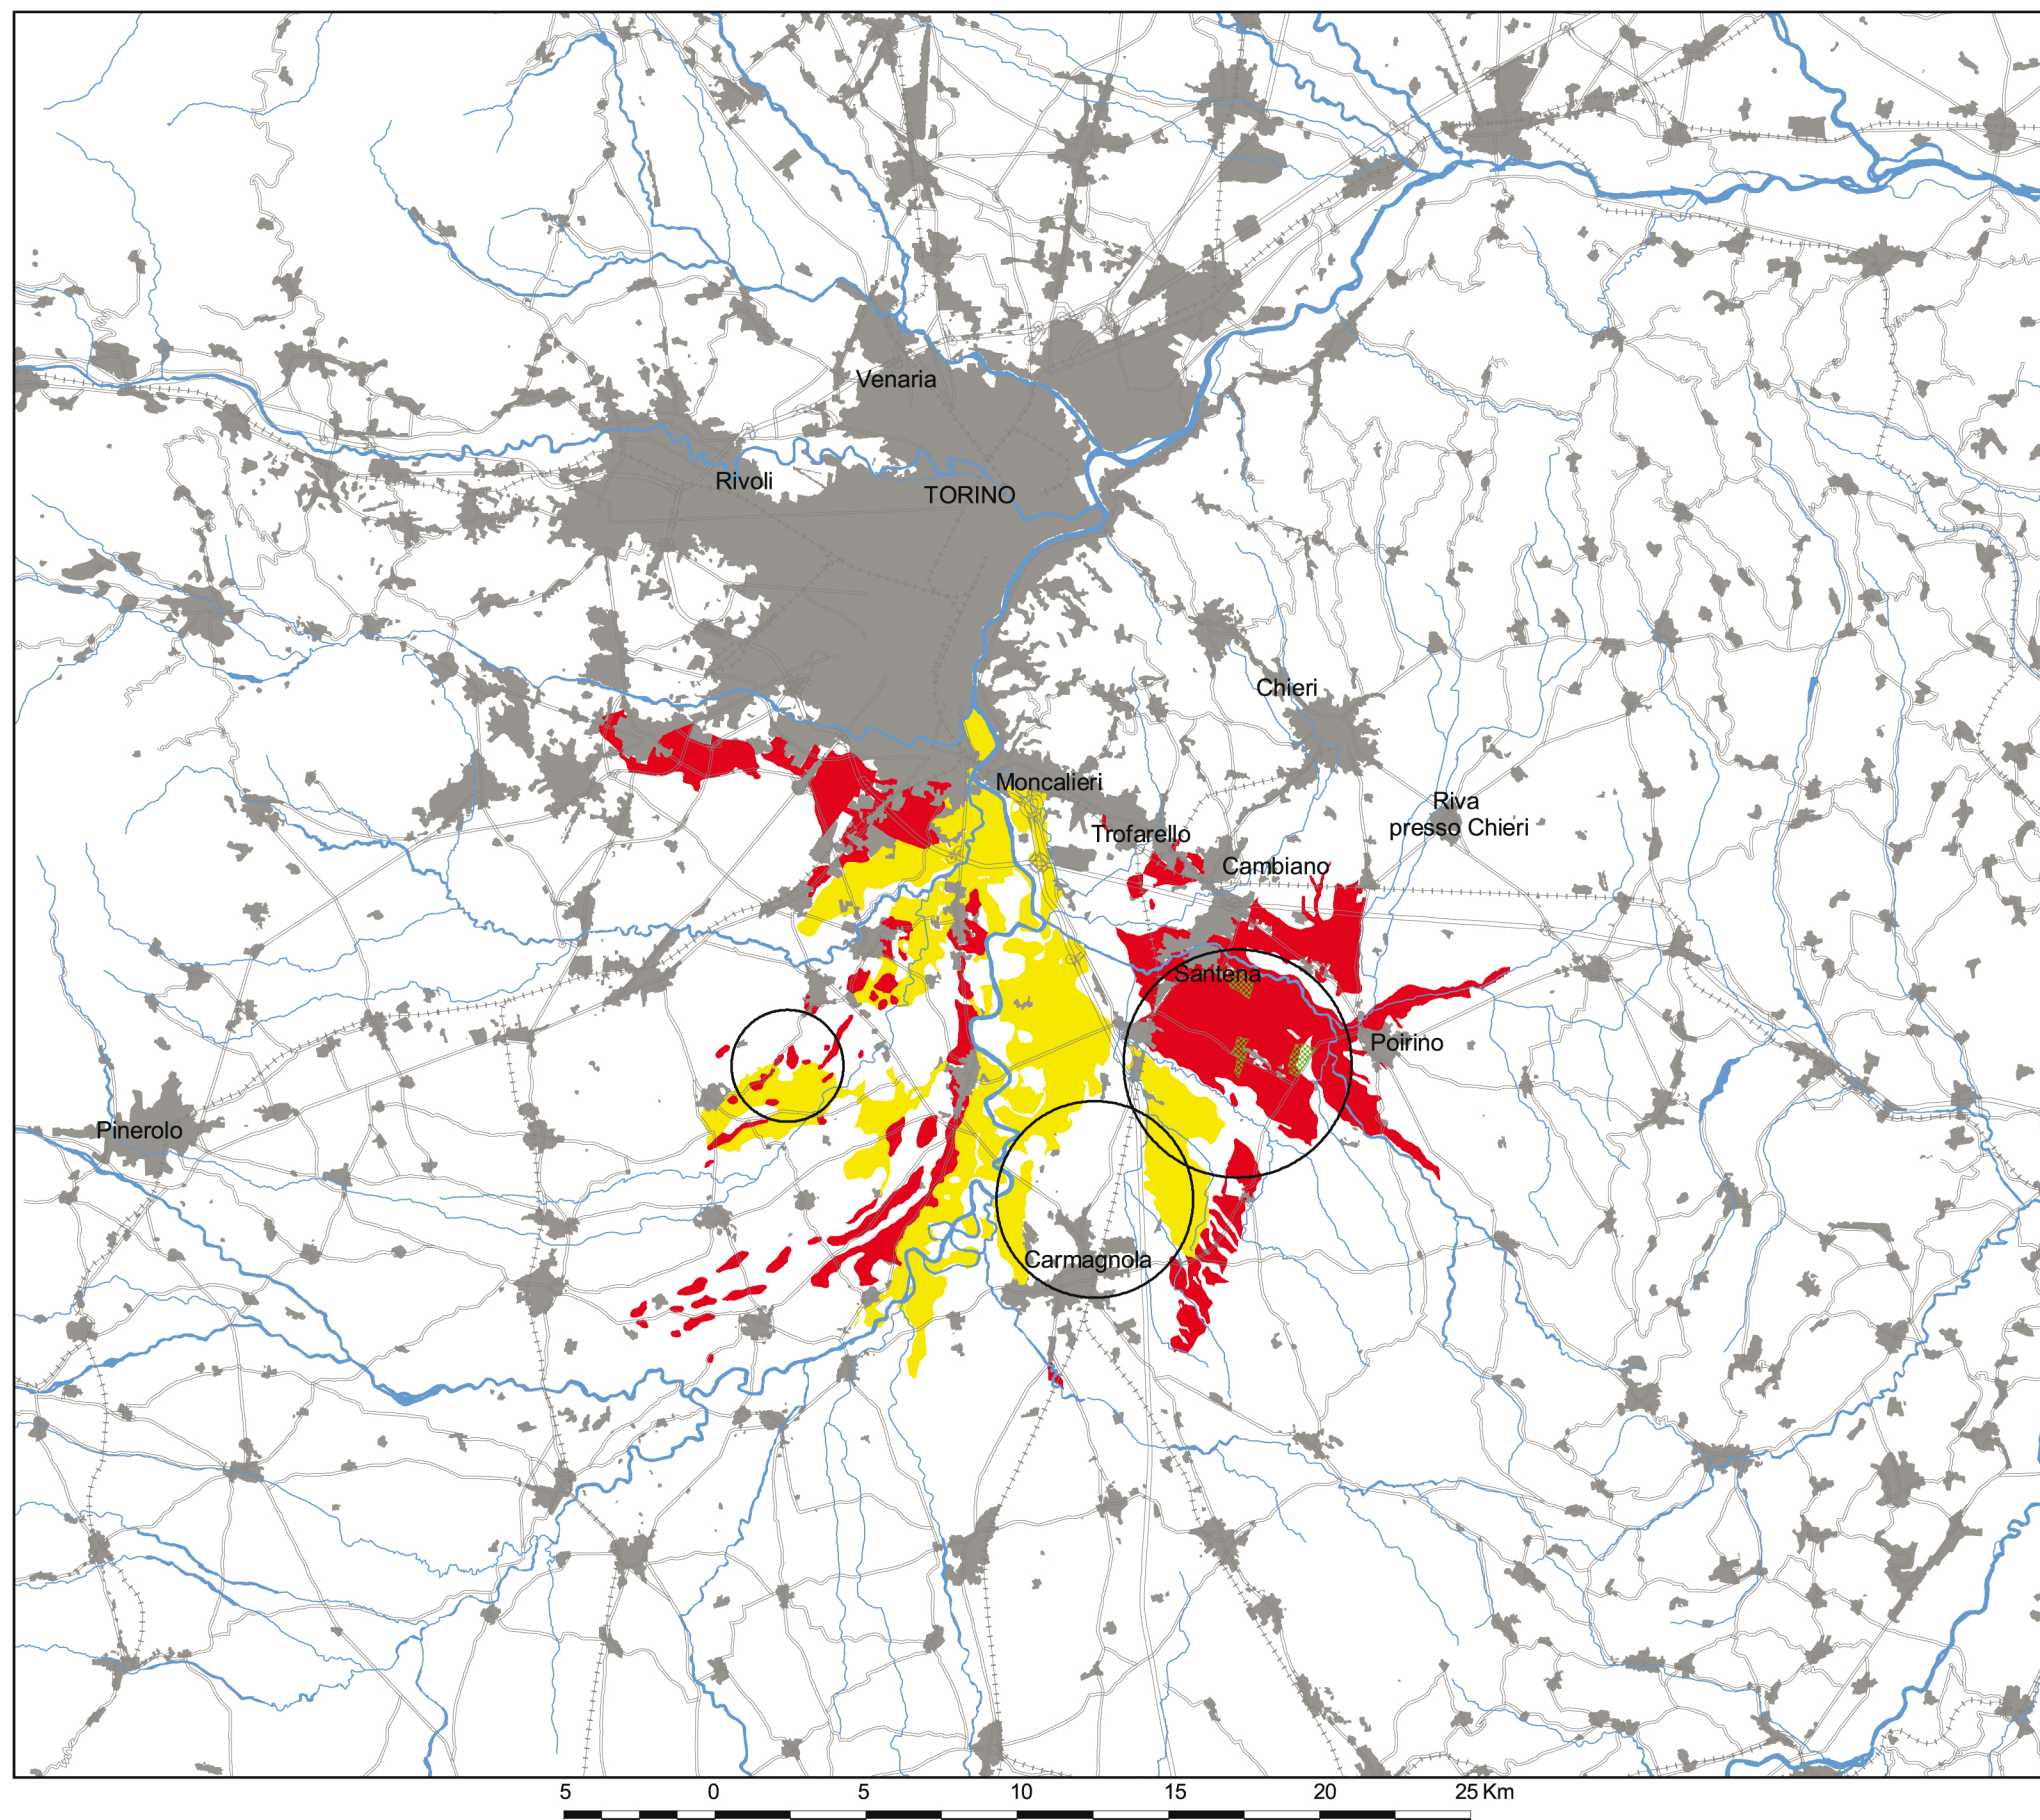 Venaria
Rivoli
TORINO
Chieri
Moncalieri
Riva
presso Chieri
Trofarello
Cambiano
Santena
Poirino
Pinerolo
Carmagnola
5 0 5 10 15 20 25 Km